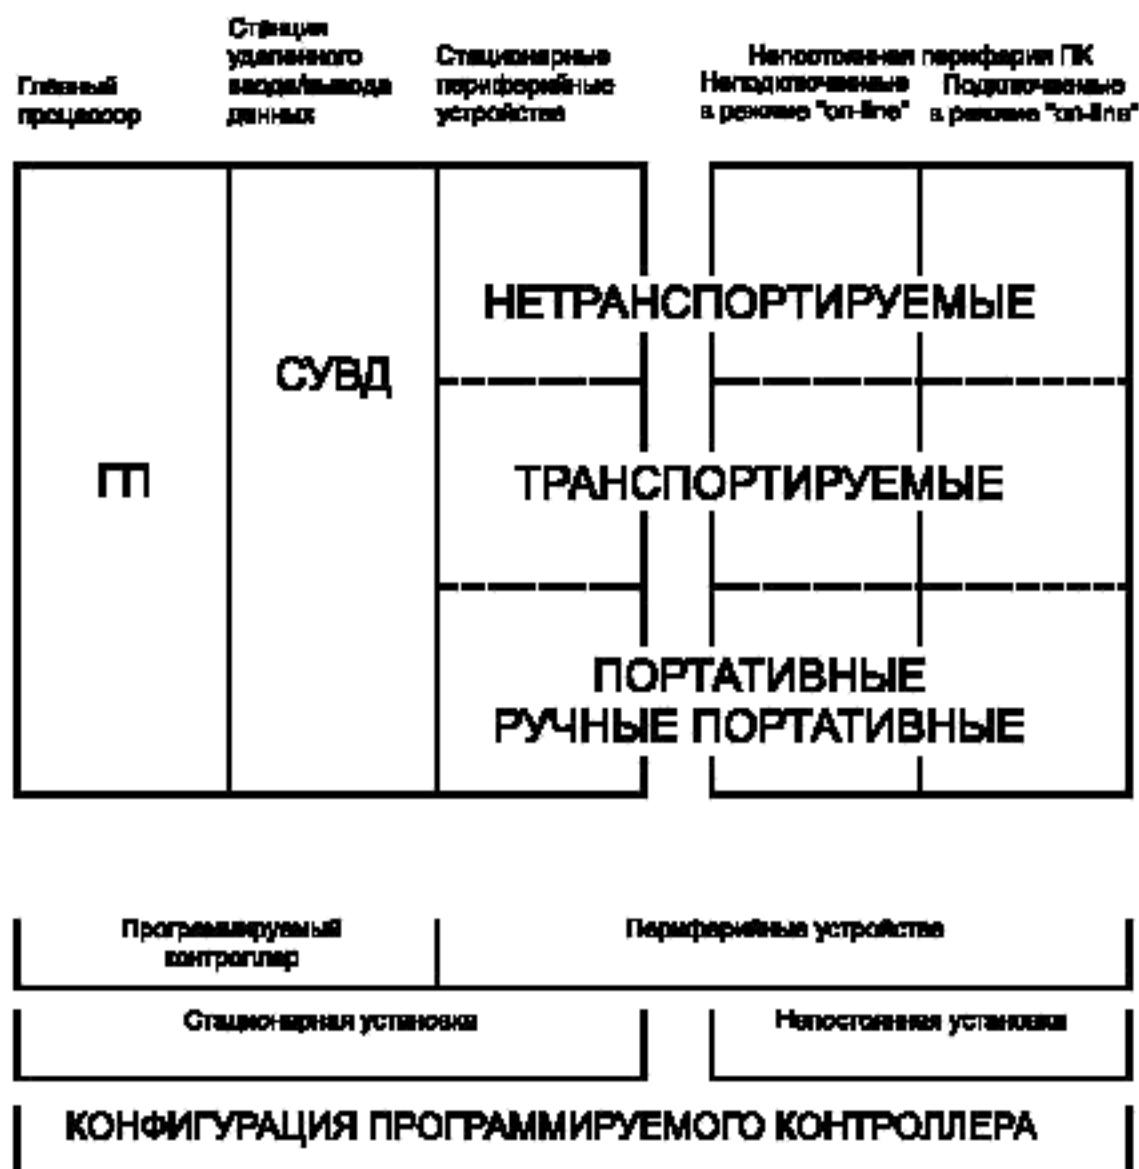 Главный
процессор
Станция
удаленного
ввода/вывода
данных
Стационарные
периферийные
устройства
Непостоянная периферия ПК
Неподключаемые
в режиме "on-line"
Подключаемые
в режиме "on-line"
НЕТРАНСПОРТИРУЕМЫЕ
СУВД
ГП
ТРАНСПОРТИРУЕМЫЕ
ПОРТАТИВНЫЕ
РУЧНЫЕ ПОРТАТИВНЫЕ
Программируемый
контроллер
Периферийные устройства
Стационарная установка
Непостоянная установка
КОНФИГУРАЦИЯ ПРОГРАММИРУЕМОГО КОНТРОЛЛЕРА